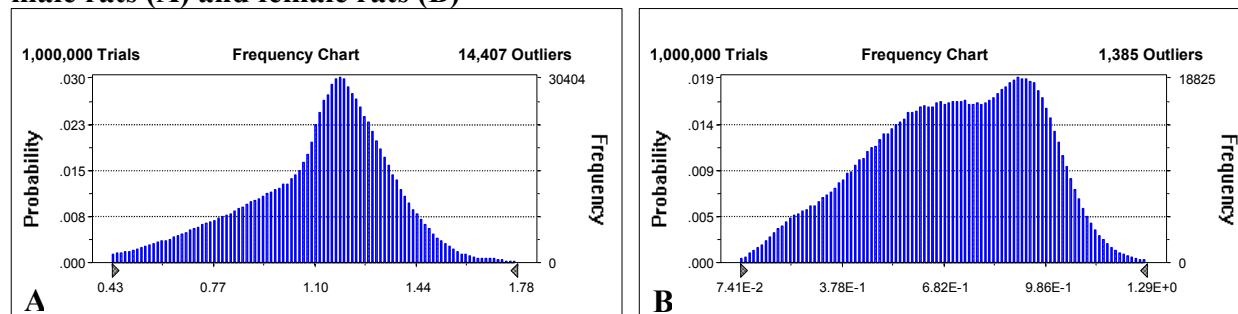 male rats (A) and female rats (B)
1,000,000 Trials Frequency Chart 14,407 Outliers
.030 30404
.023
.015
.008
.000 0
Probability
Frequency
0.43 0.77 1.10 1.44 1.78
A
1,000,000 Trials Frequency Chart 1,385 Outliers
.019 18825
.014
.009
.005
.000 0
Probability
Frequency
7.41E-2 3.78E-1 6.82E-1 9.86E-1 1.29E+0
B